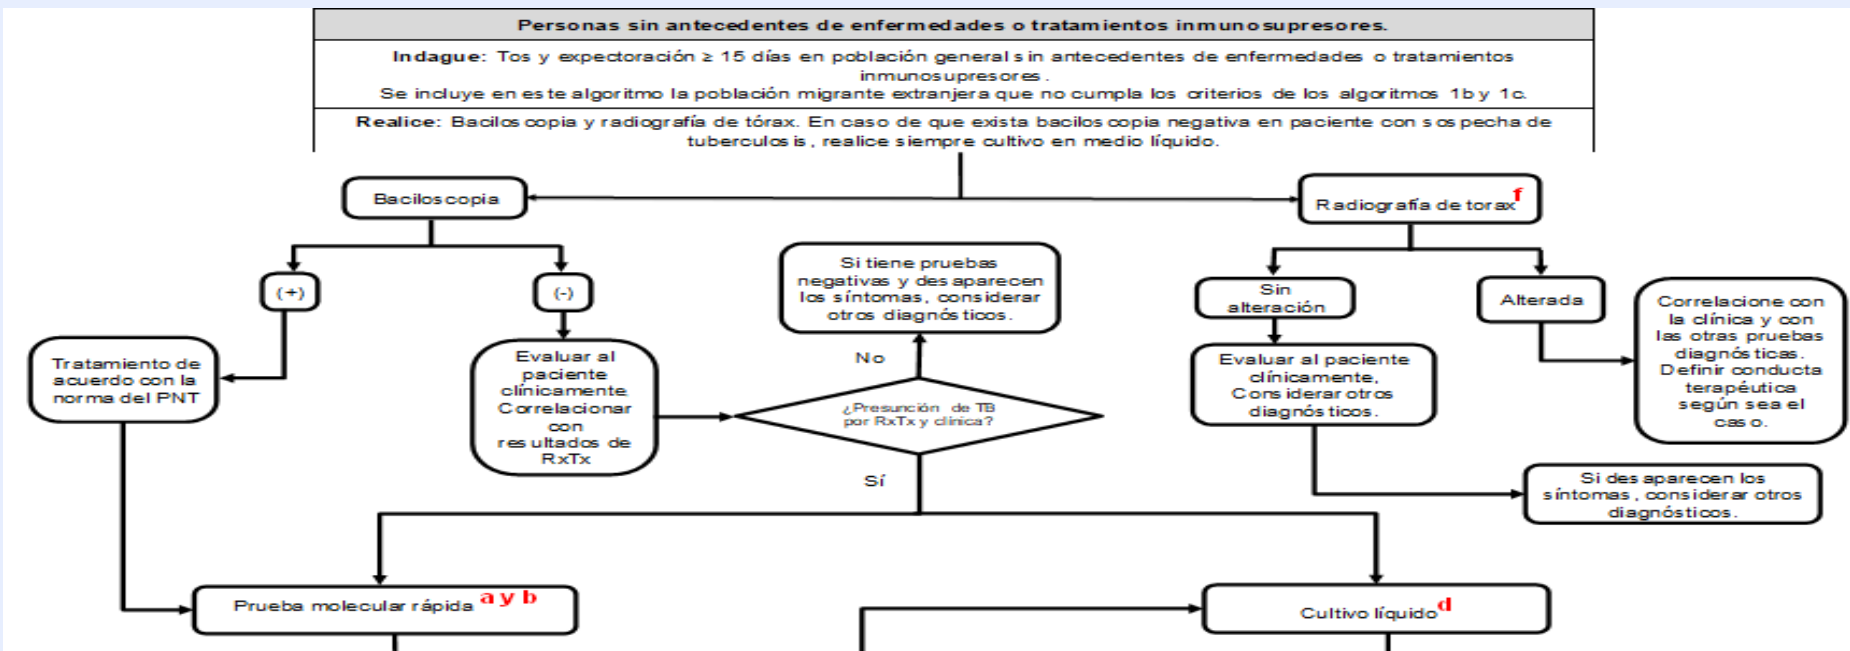 Personas sin antecedentes de enfermedades o tratamientos inmunosupresores.
Indague: Tos y expectoración ≥ 15 días en población general sin antecedentes de enfermedades o tratamientos
inmunosupresores.
Se incluye en este algoritmo la población migrante extranjera que no cumpla los criterios de los algoritmos 1b y 1c.
Realice: Baciloscopia y radiografía de tórax. En caso de que exista baciloscopia negativa en paciente con sospecha de
tuberculosis, realice siempre cultivo en medio líquido.
Baciloscopia
Radiografía de torax f
(+)
(-)
Si tiene pruebas
negativas y desaparecen
los síntomas, considerar
otros diagnósticos.
Sin
alteración
Alterada
Correlacione con
la clínica y con
las otras pruebas
diagnósticas.
Definir conducta
terapéutica
según sea el
caso.
Tratamiento de
acuerdo con la
norma del PNT
Evaluar al
paciente
clínicamente
Correlacionar
con
resultados de
RxTx
No
¿Presunción de TB
por RxTx y clínica?
Sí
Evaluar al paciente
clínicamente,
Considerar otros
diagnósticos.
Si desaparecen los
síntomas, considerar otros
diagnósticos.
Prueba molecular rápida a y b
Cultivo líquido d